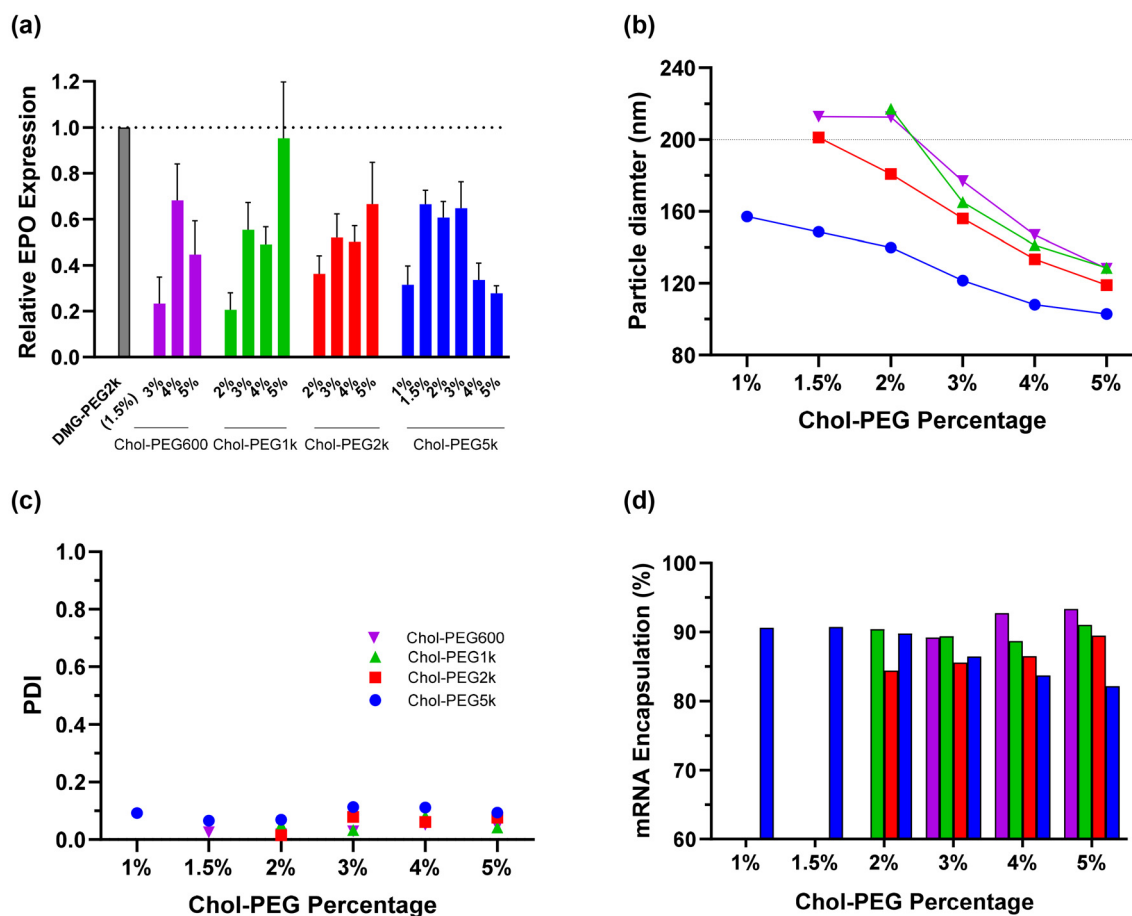 (a)
Relative EPO Expression
1.2
1.0
0.8
0.6
0.4
0.2
0.0
DMG-PEG2k
(1.5%)
3% 4% 5%
2% 3% 4% 5%
2% 3% 4% 5%
1% 1.5% 2% 3% 4% 5%
Chol-PEG600 Chol-PEG1k Chol-PEG2k Chol-PEG5k
(b)
Particle diamter (nm)
240
200
160
120
80
1% 1.5% 2% 3% 4% 5%
Chol-PEG Percentage
(c)
PDI
1.0
0.8
0.6
0.4
0.2
0.0
Chol-PEG600
Chol-PEG1k
Chol-PEG2k
Chol-PEG5k
1% 1.5% 2% 3% 4% 5%
Chol-PEG Percentage
(d)
mRNA Encapsulation (%)
100
90
80
70
60
1% 1.5% 2% 3% 4% 5%
Chol-PEG Percentage